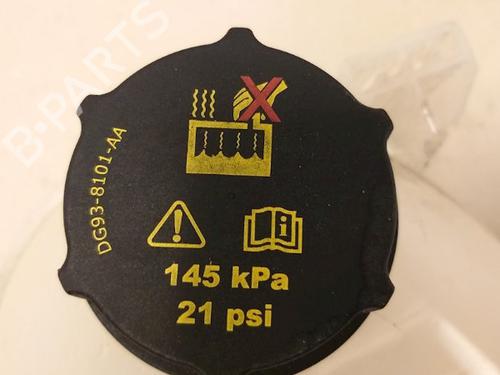 B-PARTS
DG93-8101-AA
145 kPa
21 psi